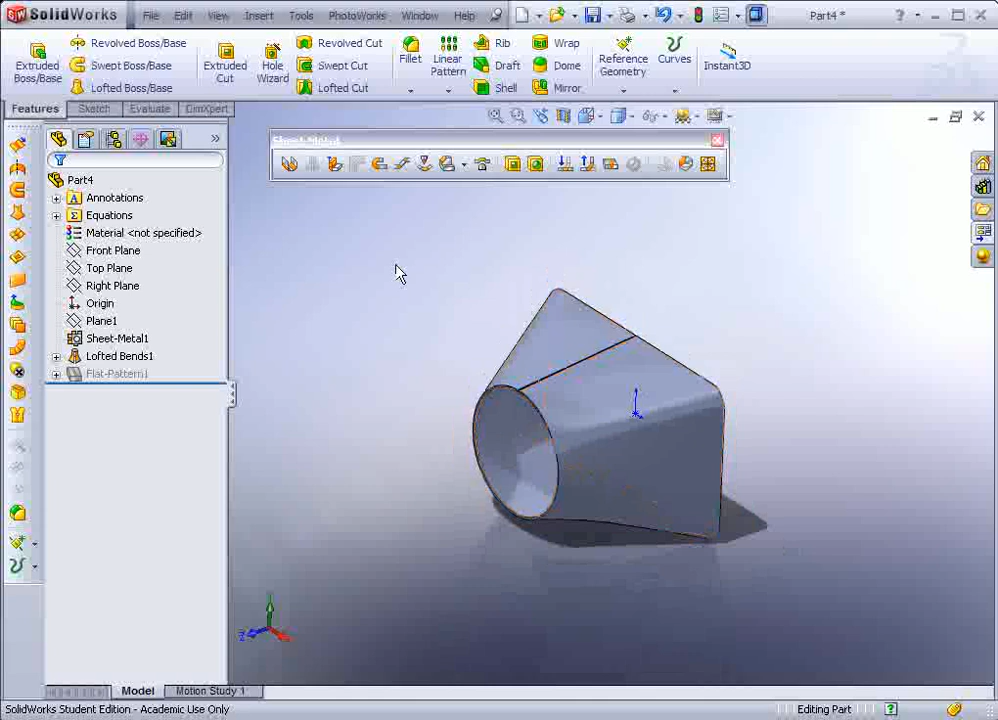 SolidWorks File Edit View Insert Tools PhotoWorks Window Help Part4 *
Extruded Boss/Base
Revolved Boss/Base
Swept Boss/Base
Lofted Boss/Base
Extruded Cut
Hole Wizard
Revolved Cut
Swept Cut
Lofted Cut
Fillet
Linear Pattern
Rib
Draft
Shell
Wrap
Dome
Mirror
Reference Geometry
Curves
Instant3D
Features Sketch Evaluate DimXpert
Part4
Annotations
Equations
Material <not specified>
Front Plane
Top Plane
Right Plane
Origin
Plane1
Sheet-Metal1
Lofted Bends1
Flat-Pattern1
Z
Model Motion Study 1
SolidWorks Student Edition - Academic Use Only Editing Part